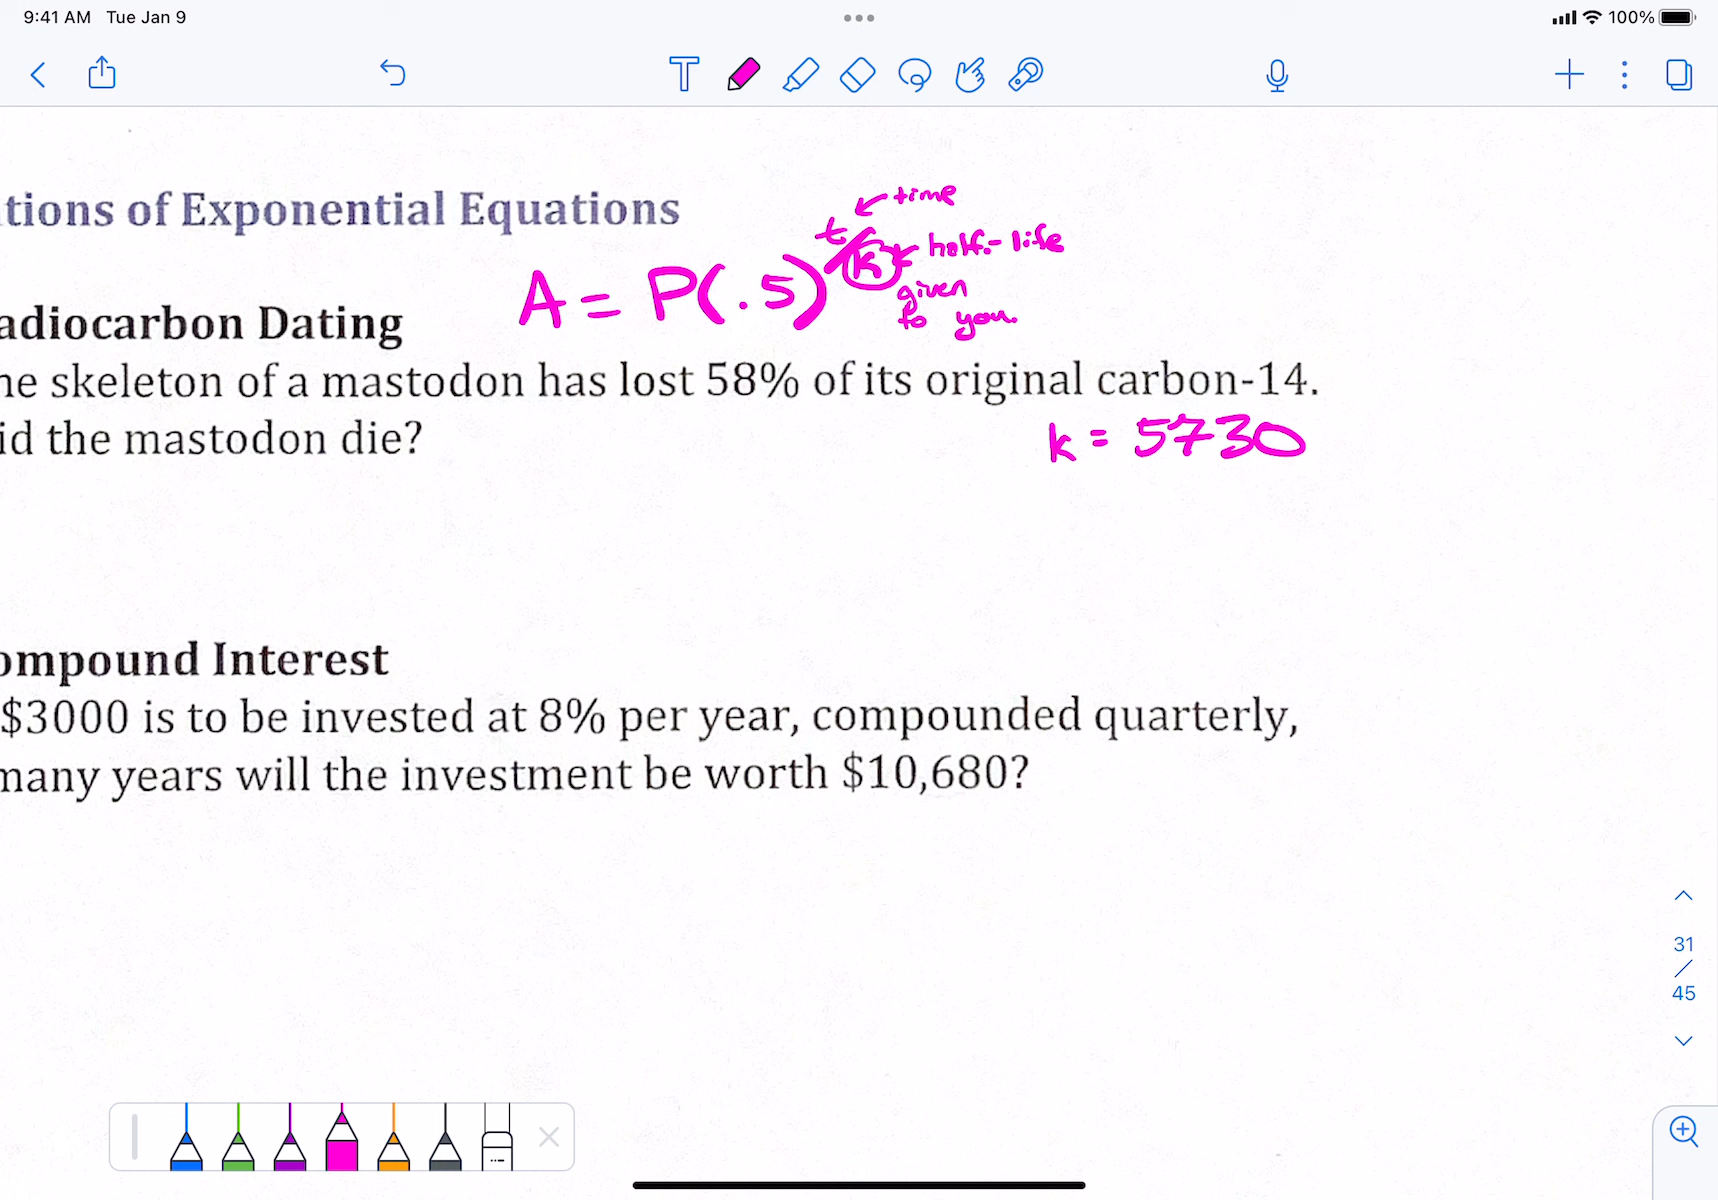 9:41 AM Tue Jan 9
100%
tions of Exponential Equations
A = P(.5)^t/k
time
half-life
given
to you.
adiocarbon Dating
he skeleton of a mastodon has lost 58% of its original carbon-14.
id the mastodon die?
k = 5730
ompound Interest
$3000 is to be invested at 8% per year, compounded quarterly,
many years will the investment be worth $10,680?
31
/
45